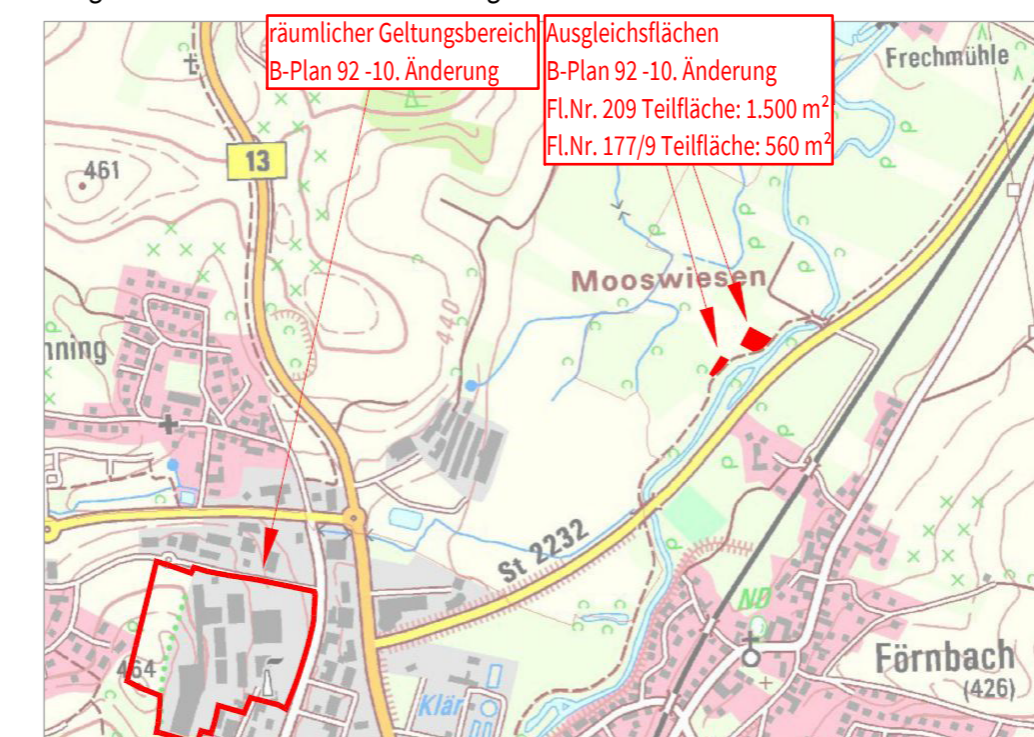 räumlicher Geltungsbereich
B-Plan 92 -10. Änderung
Ausgleichsflächen
B-Plan 92 -10. Änderung
Fl.Nr. 209 Teilfläche: 1.500 m²
Fl.Nr. 177/9 Teilfläche: 560 m²
Frechmühle
13
461
Mooswiesen
440
nning
St 2232
ND
464
Förnbach
(426)
Klär